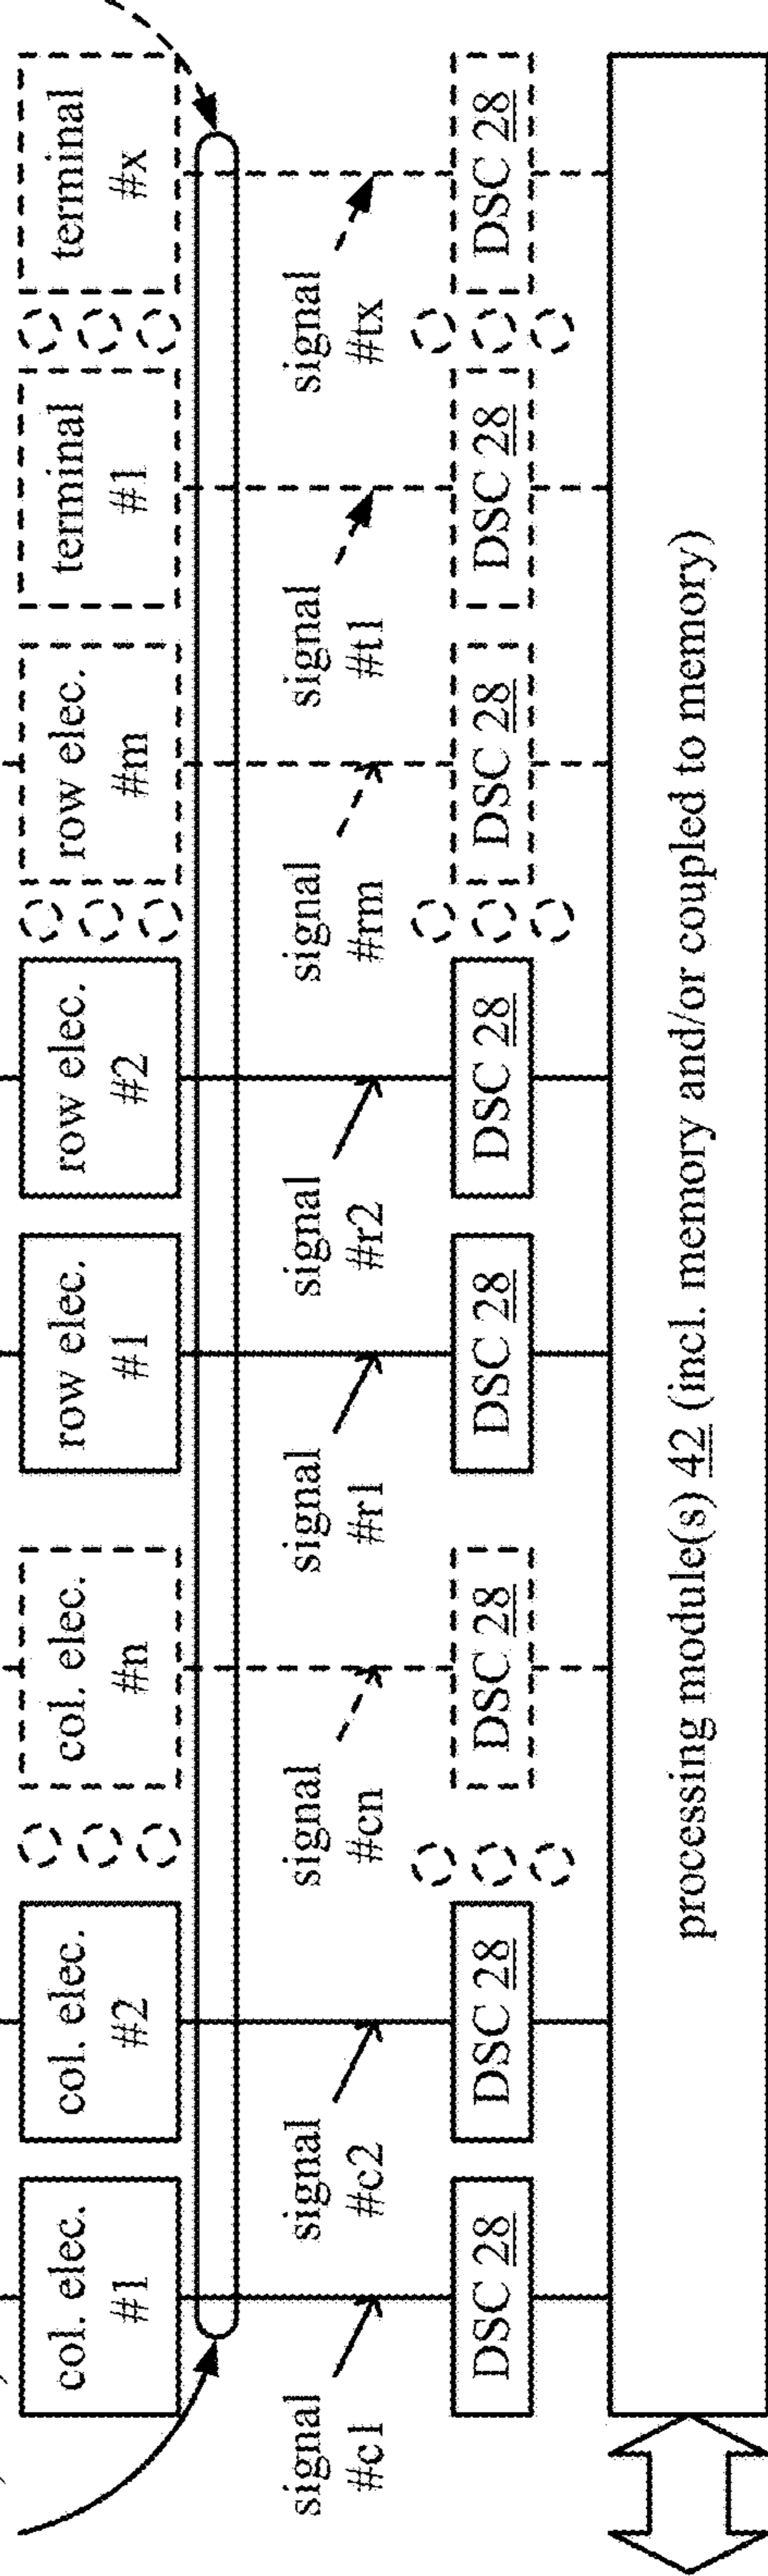 col. elec.
#1
col. elec.
#2
col. elec.
#n
row elec.
#1
row elec.
#2
row elec.
#m
terminal
#1
terminal
#x
signal
#c1
signal
#c2
signal
#cn
signal
#r1
signal
#r2
signal
#rm
signal
#t1
signal
#tx
DSC 28
DSC 28
DSC 28
DSC 28
DSC 28
DSC 28
DSC 28
DSC 28
processing module(s) 42 (incl. memory and/or coupled to memory)